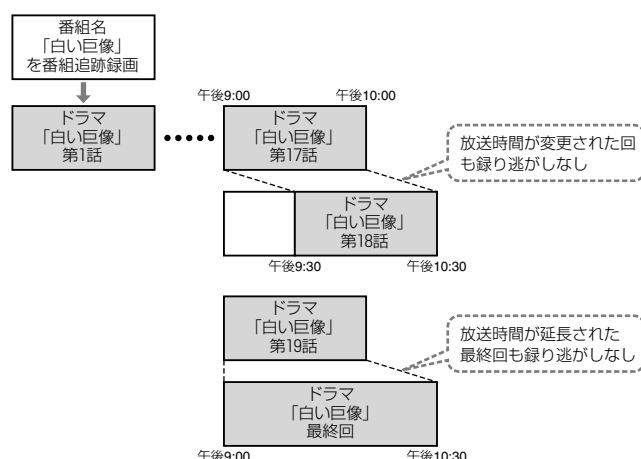 番組名
「白い巨像」
を番組追跡録画
ドラマ
「白い巨像」
第1話
午後9:00
午後10:00
ドラマ
「白い巨像」
第17話
放送時間が変更された回
も録り逃がしなし
ドラマ
「白い巨像」
第18話
午後9:30
午後10:30
ドラマ
「白い巨像」
第19話
放送時間が延長された
最終回も録り逃がしなし
ドラマ
「白い巨像」
最終回
午後9:00
午後10:30